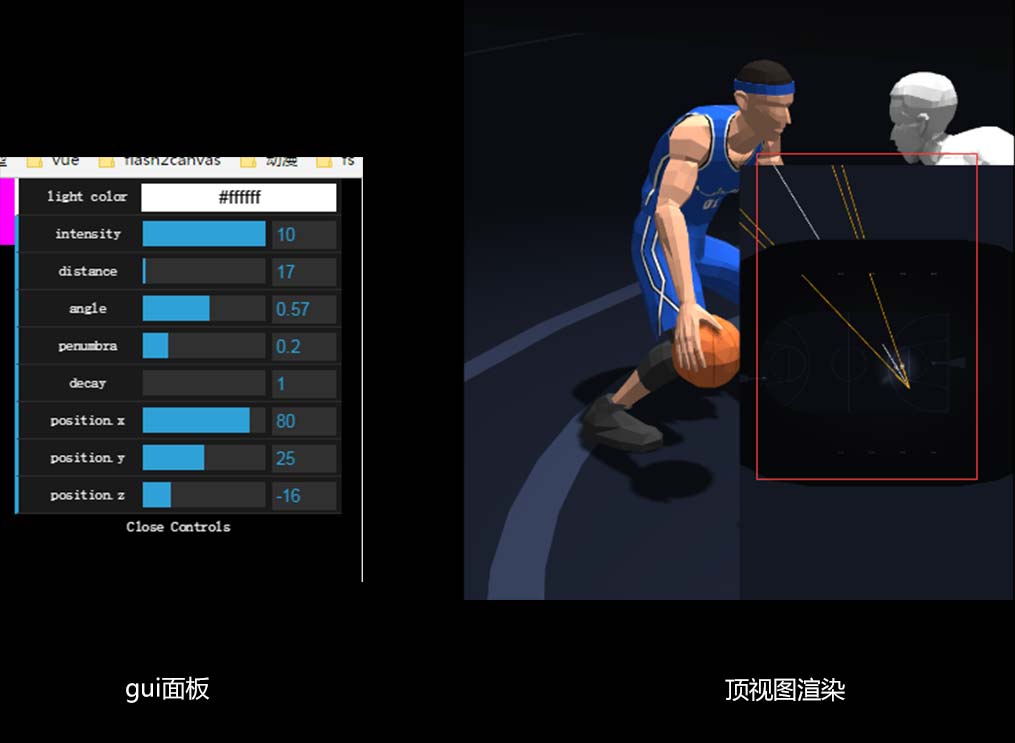 vue flash2canvas 动漫 fs
light color #ffffff
intensity 10
distance 17
angle 0.57
penumbra 0.2
decay 1
position.x 80
position.y 25
position.z -16
Close Controls
gui面板
顶视图渲染